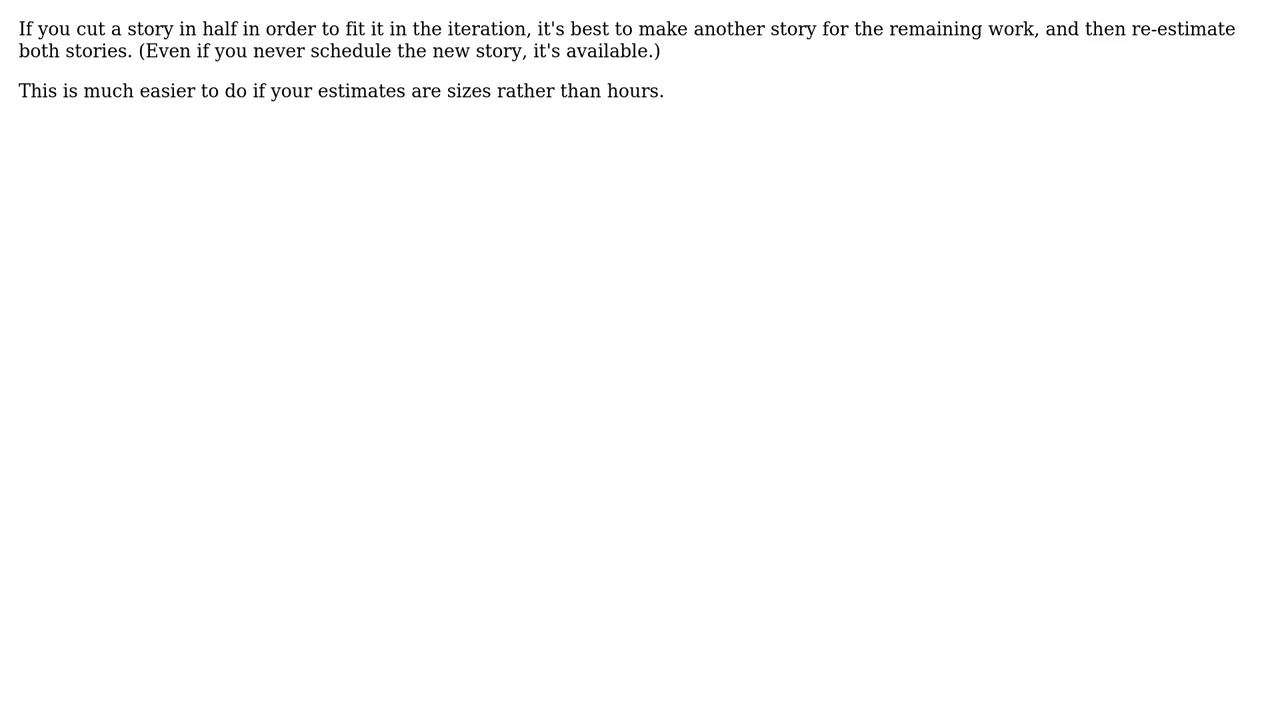 If you cut a story in half in order to fit it in the iteration, it's best to make another story for the remaining work, and then re-estimate
both stories. (Even if you never schedule the new story, it's available.)
This is much easier to do if your estimates are sizes rather than hours.